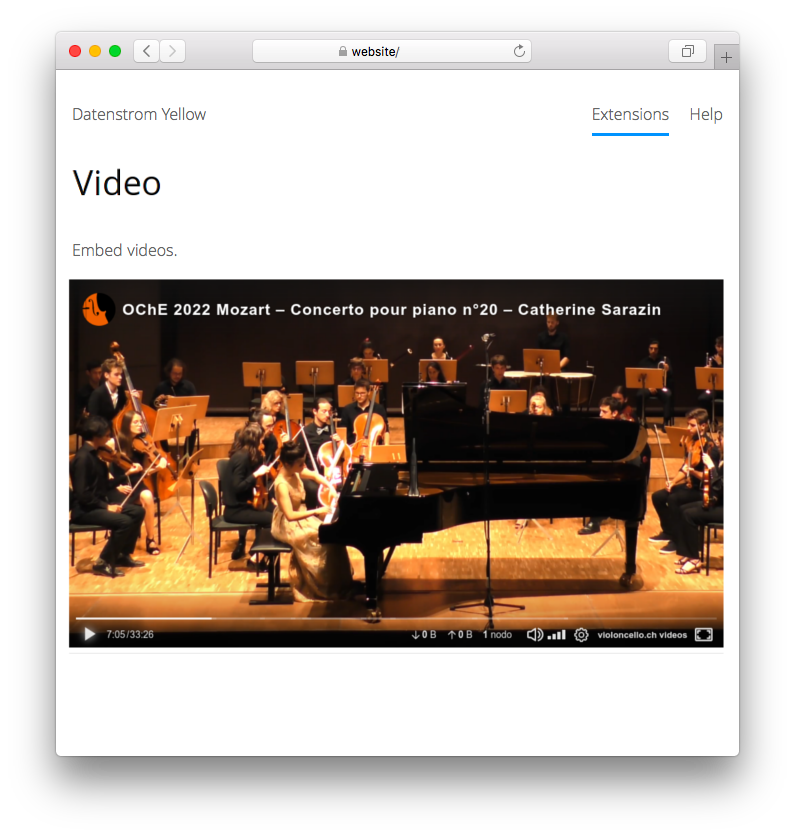 website/
Datenstrom Yellow
Extensions
Help
Video
Embed videos.
OChE 2022 Mozart – Concerto pour piano n°20 – Catherine Sarazin
7:05/33:26
↓ 0 B
↑ 0 B
1 nodo
violoncello.ch videos